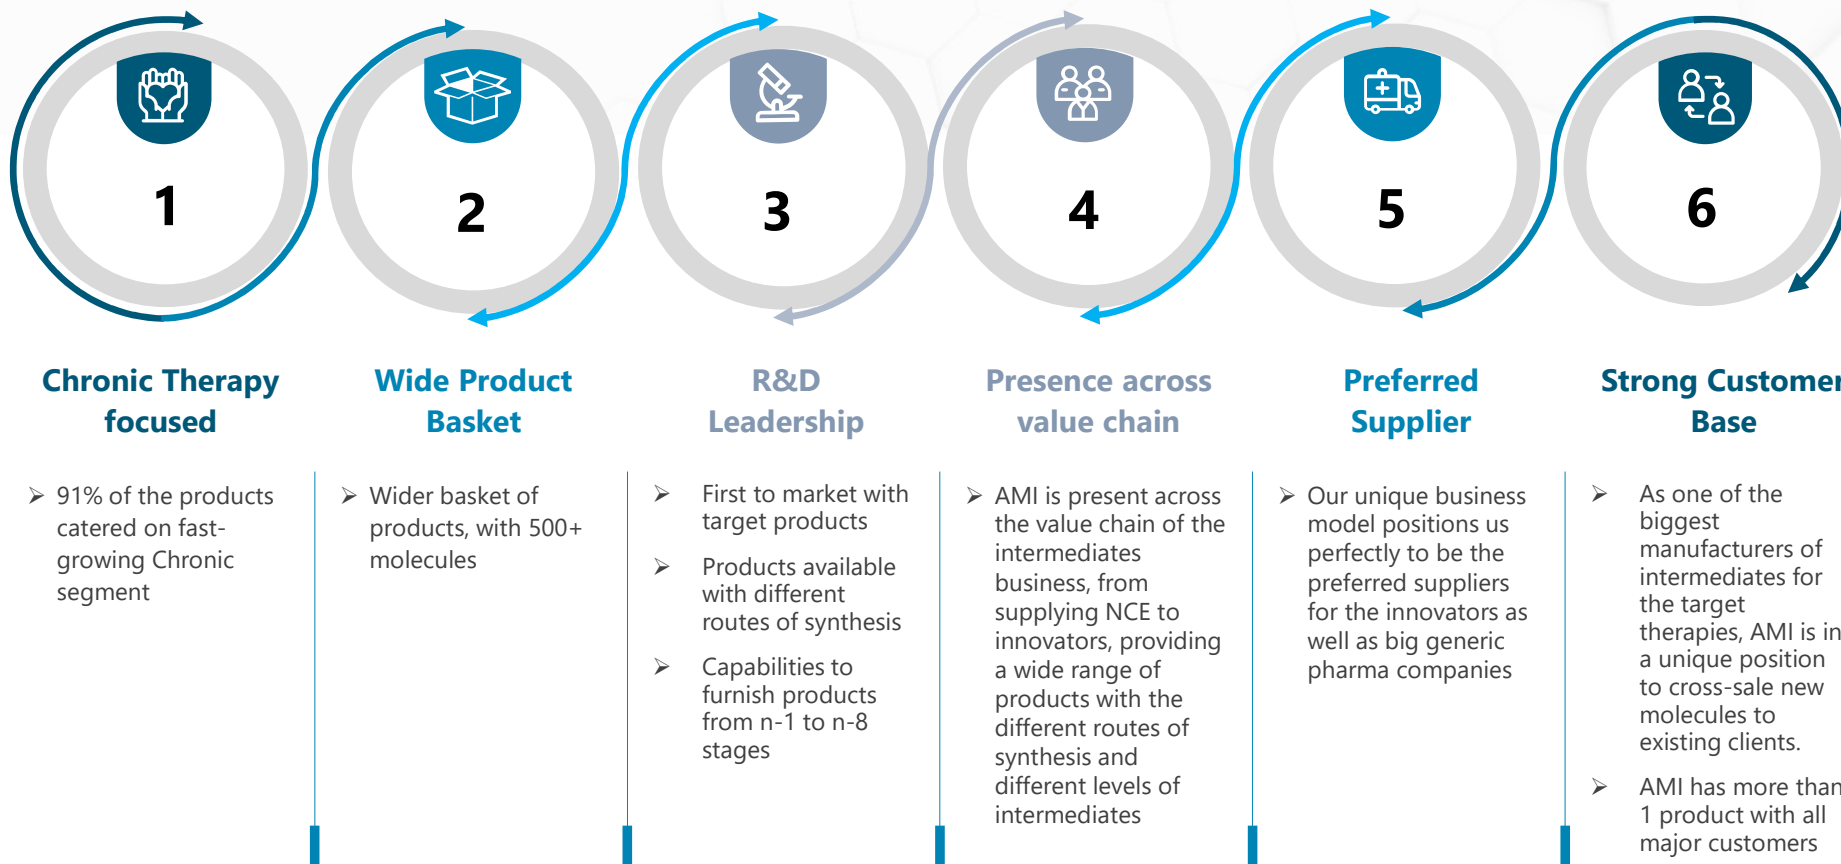 1
2
3
4
5
6
Chronic Therapy
focused
➢ 91% of the products
catered on fast-
growing Chronic
segment
Wide Product
Basket
➢ Wider basket of
products, with 500+
molecules
R&D
Leadership
➢ First to market with
target products
➢ Products available
with different
routes of synthesis
➢ Capabilities to
furnish products
from n-1 to n-8
stages
Presence across
value chain
➢ AMI is present across
the value chain of the
intermediates
business, from
supplying NCE to
innovators, providing
a wide range of
products with the
different routes of
synthesis and
different levels of
intermediates
Preferred
Supplier
➢ Our unique business
model positions us
perfectly to be the
preferred suppliers
for the innovators as
well as big generic
pharma companies
Strong Customer
Base
➢ As one of the
biggest
manufacturers of
intermediates for
the target
therapies, AMI is in
a unique position
to cross-sale new
molecules to
existing clients.
➢ AMI has more than
1 product with all
major customers